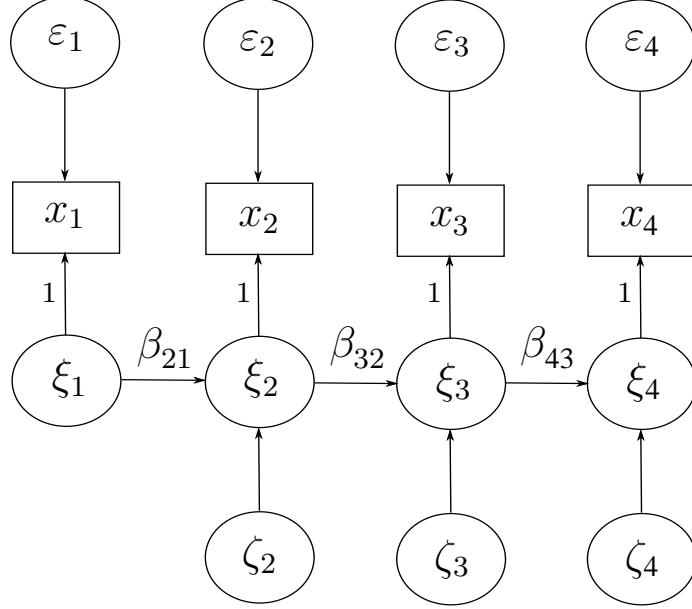 ε₁ ε₂ ε₃ ε₄
x₁ x₂ x₃ x₄
1 1 1 1
β₂₁ β₃₂ β₄₃
ξ₁ ξ₂ ξ₃ ξ₄
ζ₂ ζ₃ ζ₄